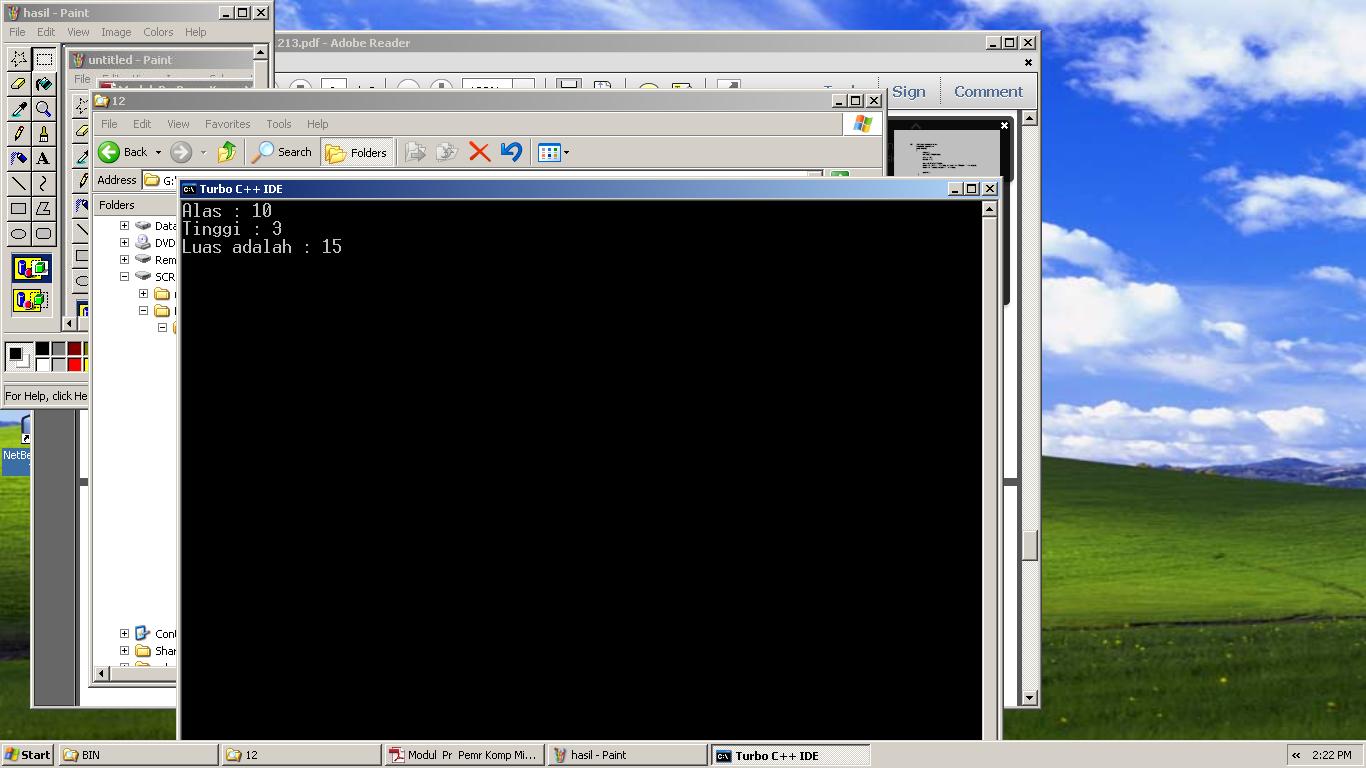 hasil - Paint
File Edit View Image Colors Help
213.pdf - Adobe Reader
untitled - Paint
File
Sign Comment
12
File Edit View Favorites Tools Help
Back Search Folders
Address G:\
Folders
Turbo C++ IDE
Alas : 10
Tinggi : 3
Luas adalah : 15
Data
DVD
Rem
SCR
For Help, click He
NetBe
Cont
Shar
Start BIN 12 Modul Pr Pemr Komp Mi... hasil - Paint Turbo C++ IDE « 2:22 PM